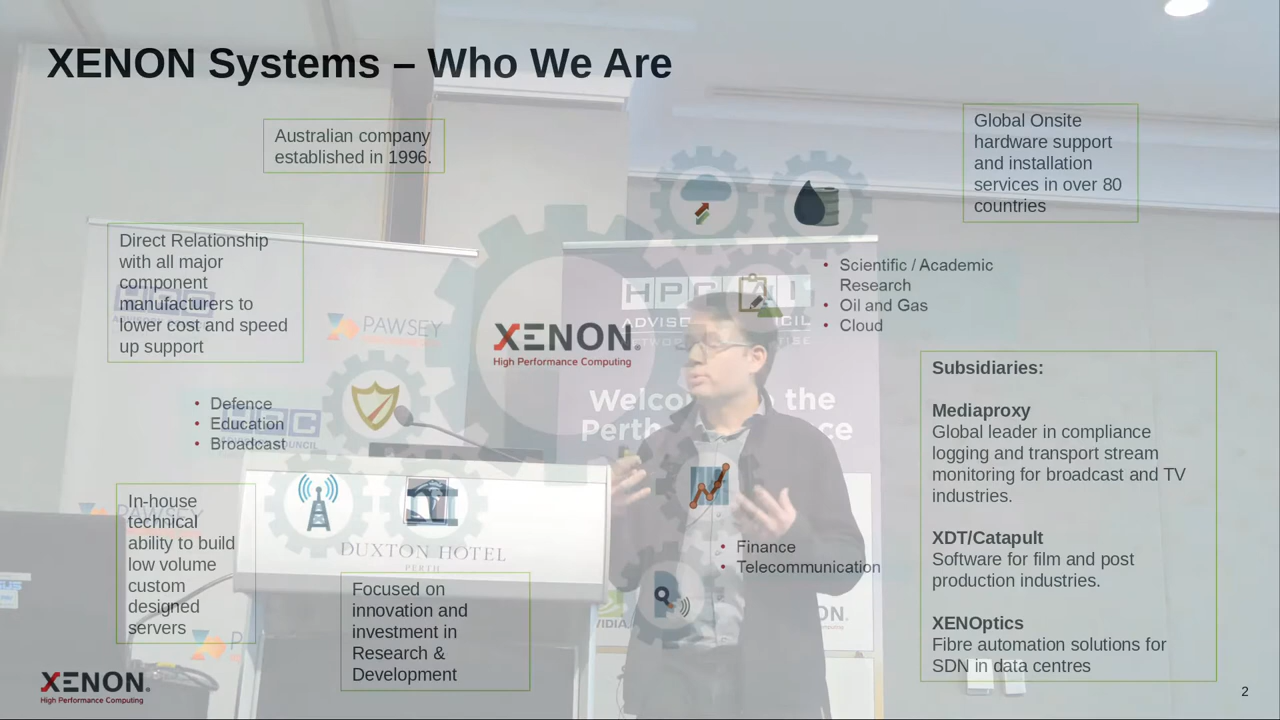 XENON Systems – Who We Are
Australian company
established in 1996.
Global Onsite
hardware support
and installation
services in over 80
countries
Direct Relationship
with all major
component
manufacturers to
lower cost and speed
up support
PAWSEY
XENON
High Performance Computing
HPC AI
ADVISE CIL
• Scientific / Academic
Research
• Oil and Gas
• Cloud
Welco the
Perth ce
• Defence
• Education
• Broadcast
Subsidiaries:
Mediaproxy
Global leader in compliance
logging and transport stream
monitoring for broadcast and TV
industries.
XDT/Catapult
Software for film and post
production industries.
XENOptics
Fibre automation solutions for
SDN in data centres
In-house
technical
ability to build
low volume
custom
designed
servers
DUXTON HOTEL
PERTH
• Finance
• Telecommunication
Focused on
innovation and
investment in
Research &
Development
XENON
High Performance Computing
2